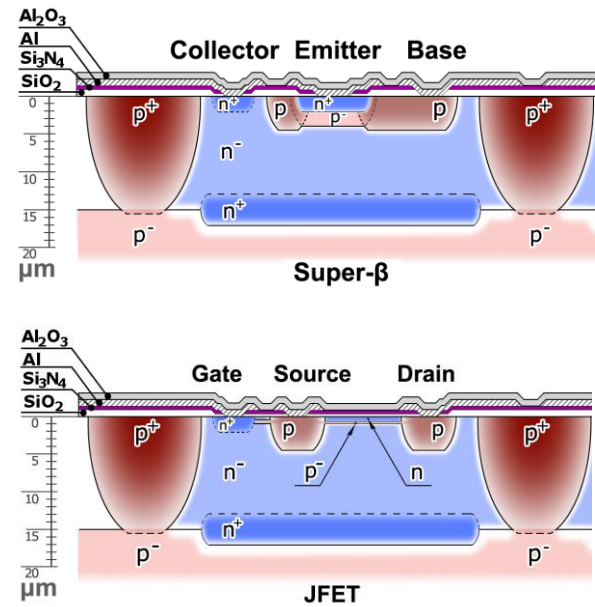 Al₂O₃
Al
Si₃N₄
SiO₂
Collector Emitter Base
0
5
10
15
20
μm
p⁺ n⁺ p n⁺ p⁻ p p⁺
n⁻
n⁺
p⁻ p⁻
Super-β
Al₂O₃
Al
Si₃N₄
SiO₂
Gate Source Drain
0
5
10
15
20
μm
p⁺ n⁺ p p p⁺
n⁻ p⁻ n
n⁺
p⁻ p⁻
JFET